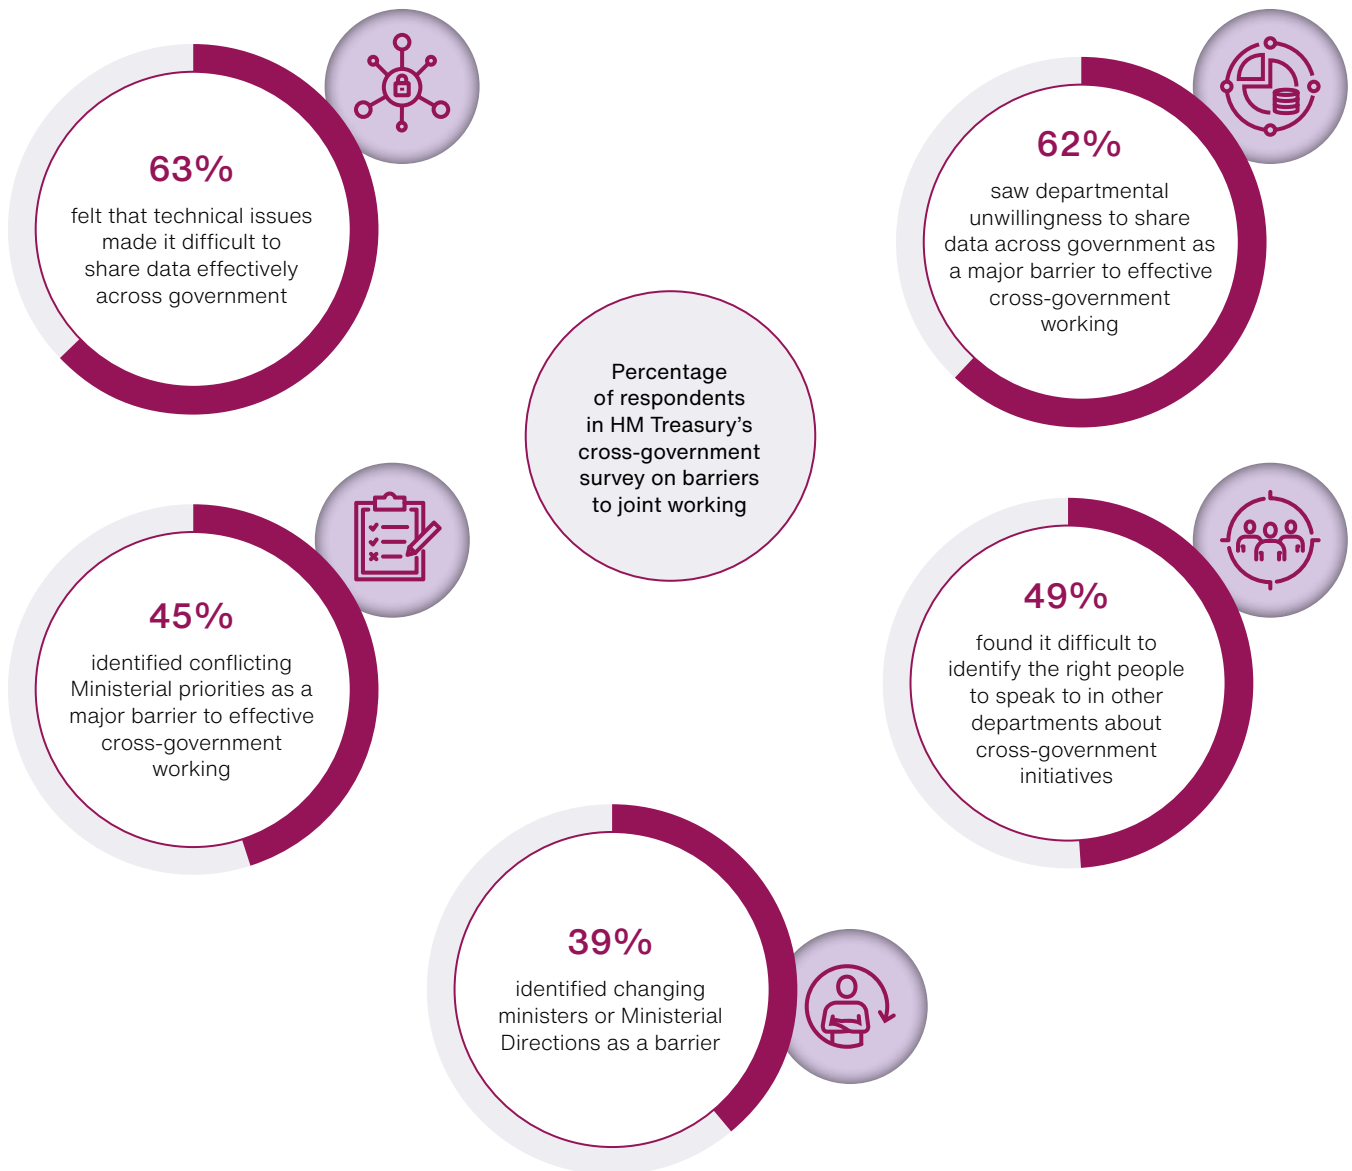 63%
felt that technical issues
made it difficult to
share data effectively
across government
62%
saw departmental
unwillingness to share
data across government as
a major barrier to effective
cross-government
working
Percentage
of respondents
in HM Treasury’s
cross-government
survey on barriers
to joint working
45%
identified conflicting
Ministerial priorities as a
major barrier to effective
cross-government
working
49%
found it difficult to
identify the right people
to speak to in other
departments about
cross-government
initiatives
39%
identified changing
ministers or Ministerial
Directions as a barrier